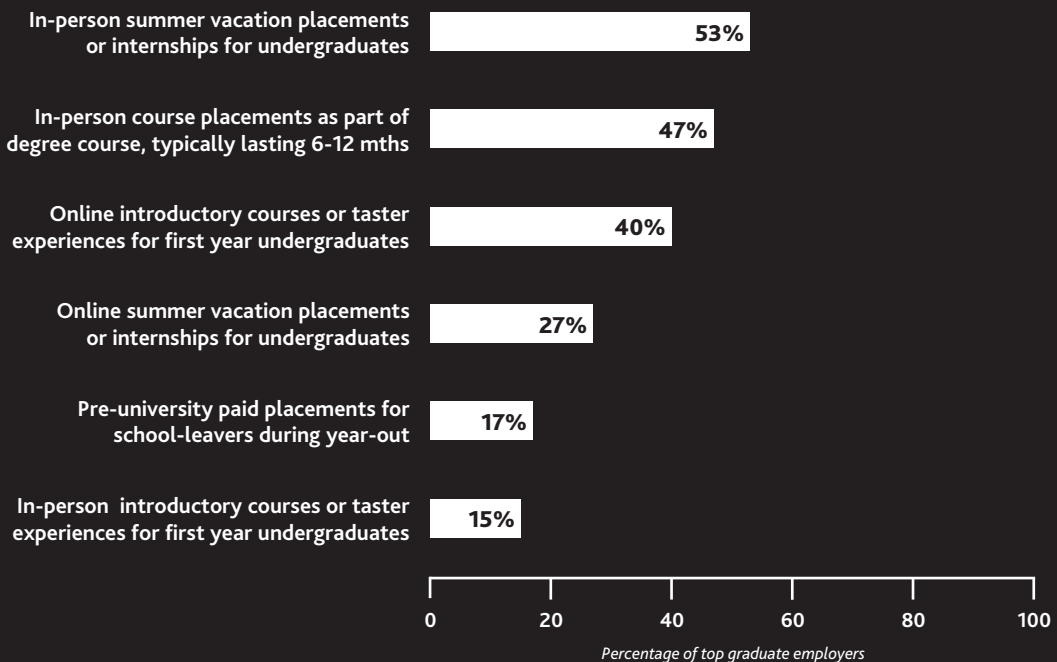 In-person summer vacation placements
or internships for undergraduates
53%
In-person course placements as part of
degree course, typically lasting 6-12 mths
47%
Online introductory courses or taster
experiences for first year undergraduates
40%
Online summer vacation placements
or internships for undergraduates
27%
Pre-university paid placements for
school-leavers during year-out
17%
In-person introductory courses or taster
experiences for first year undergraduates
15%
0 20 40 60 80 100
Percentage of top graduate employers